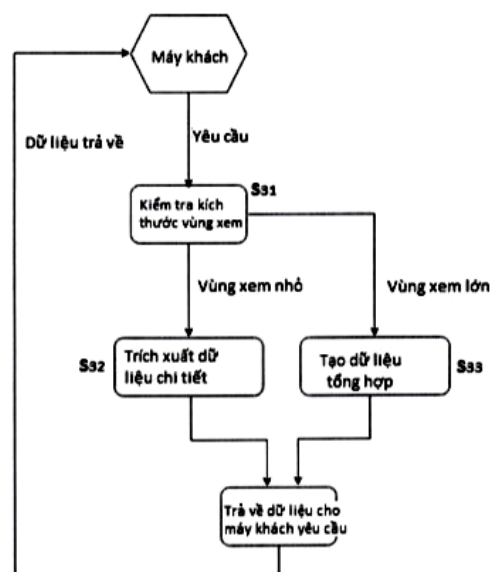 Máy khách
Dữ liệu trả về
Yêu cầu
S31
Kiểm tra kích
thước vùng xem
Vùng xem nhỏ
Vùng xem lớn
S32
Trích xuất dữ
liệu chi tiết
Tạo dữ liệu
tổng hợp
S33
Trả về dữ liệu cho
máy khách yêu cầu